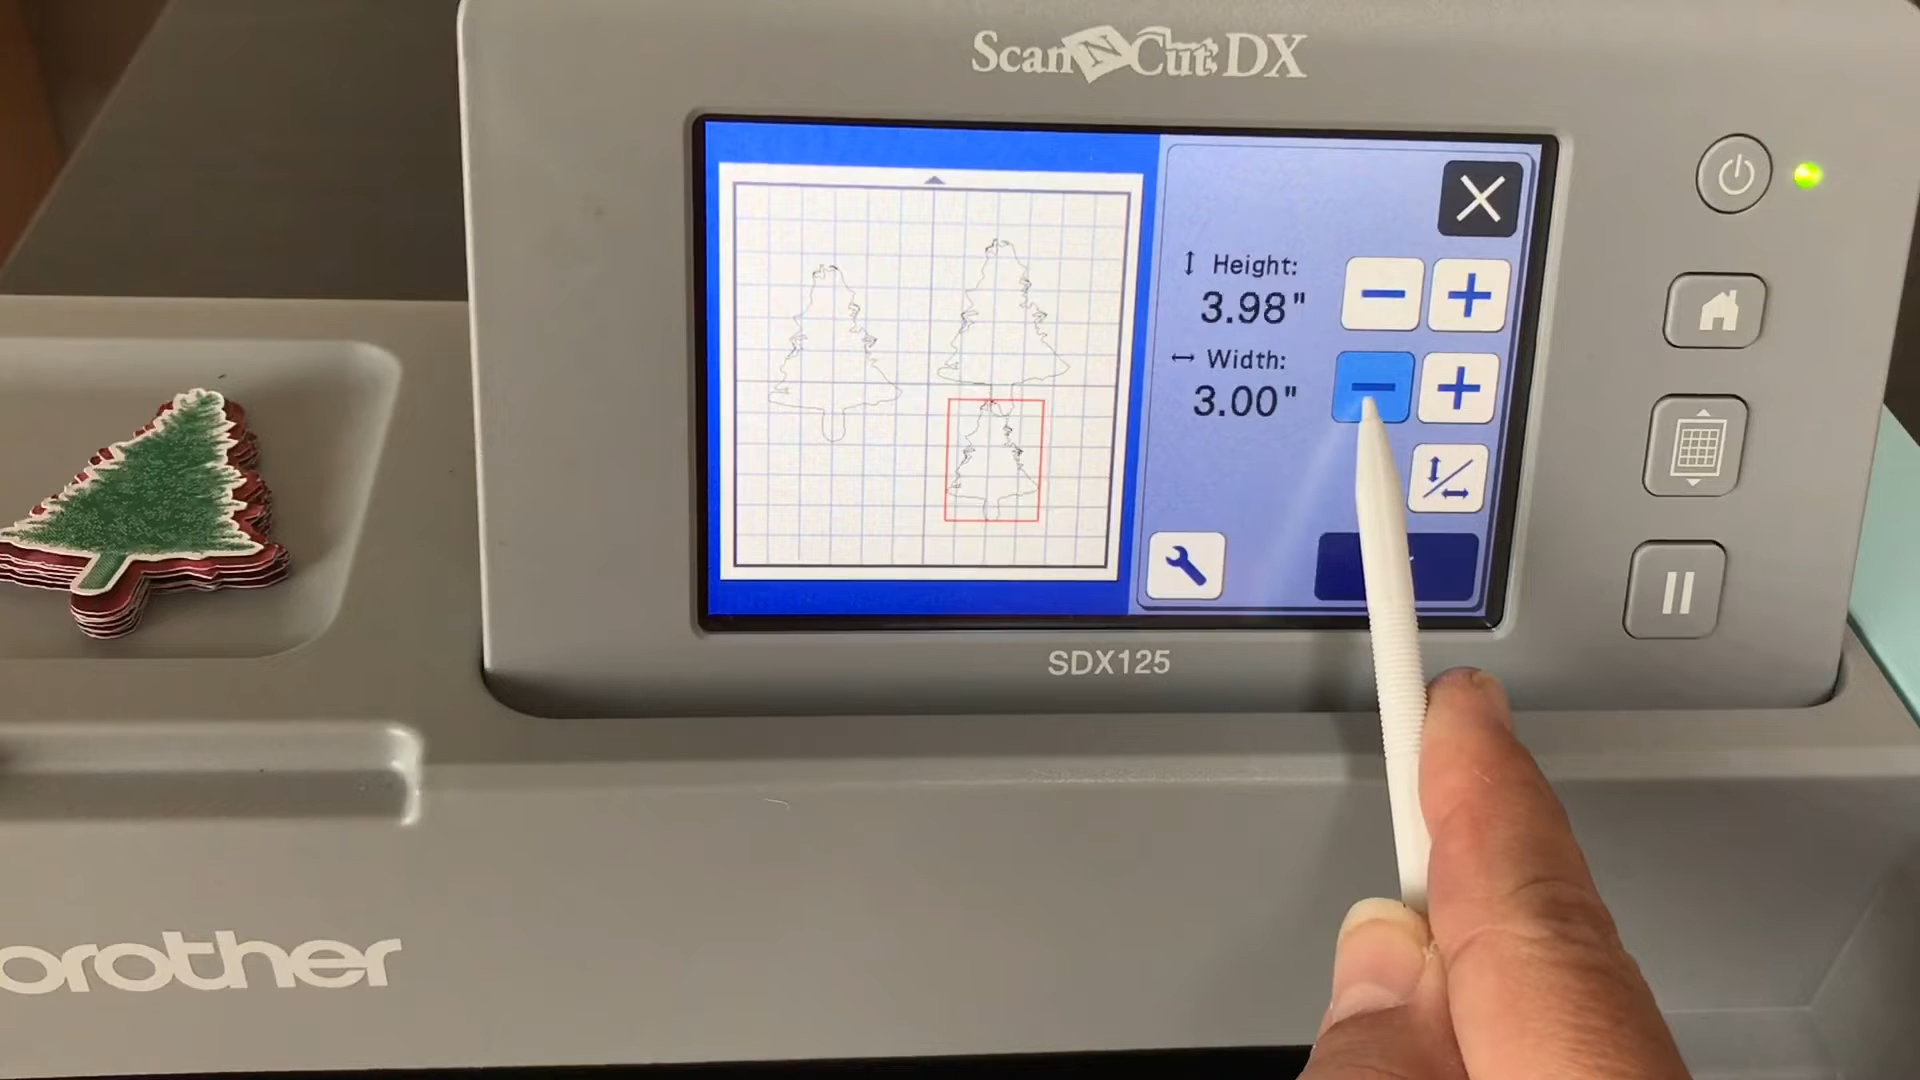 ScanNCut DX
Height:
3.98"
Width:
3.00"
SDX125
brother